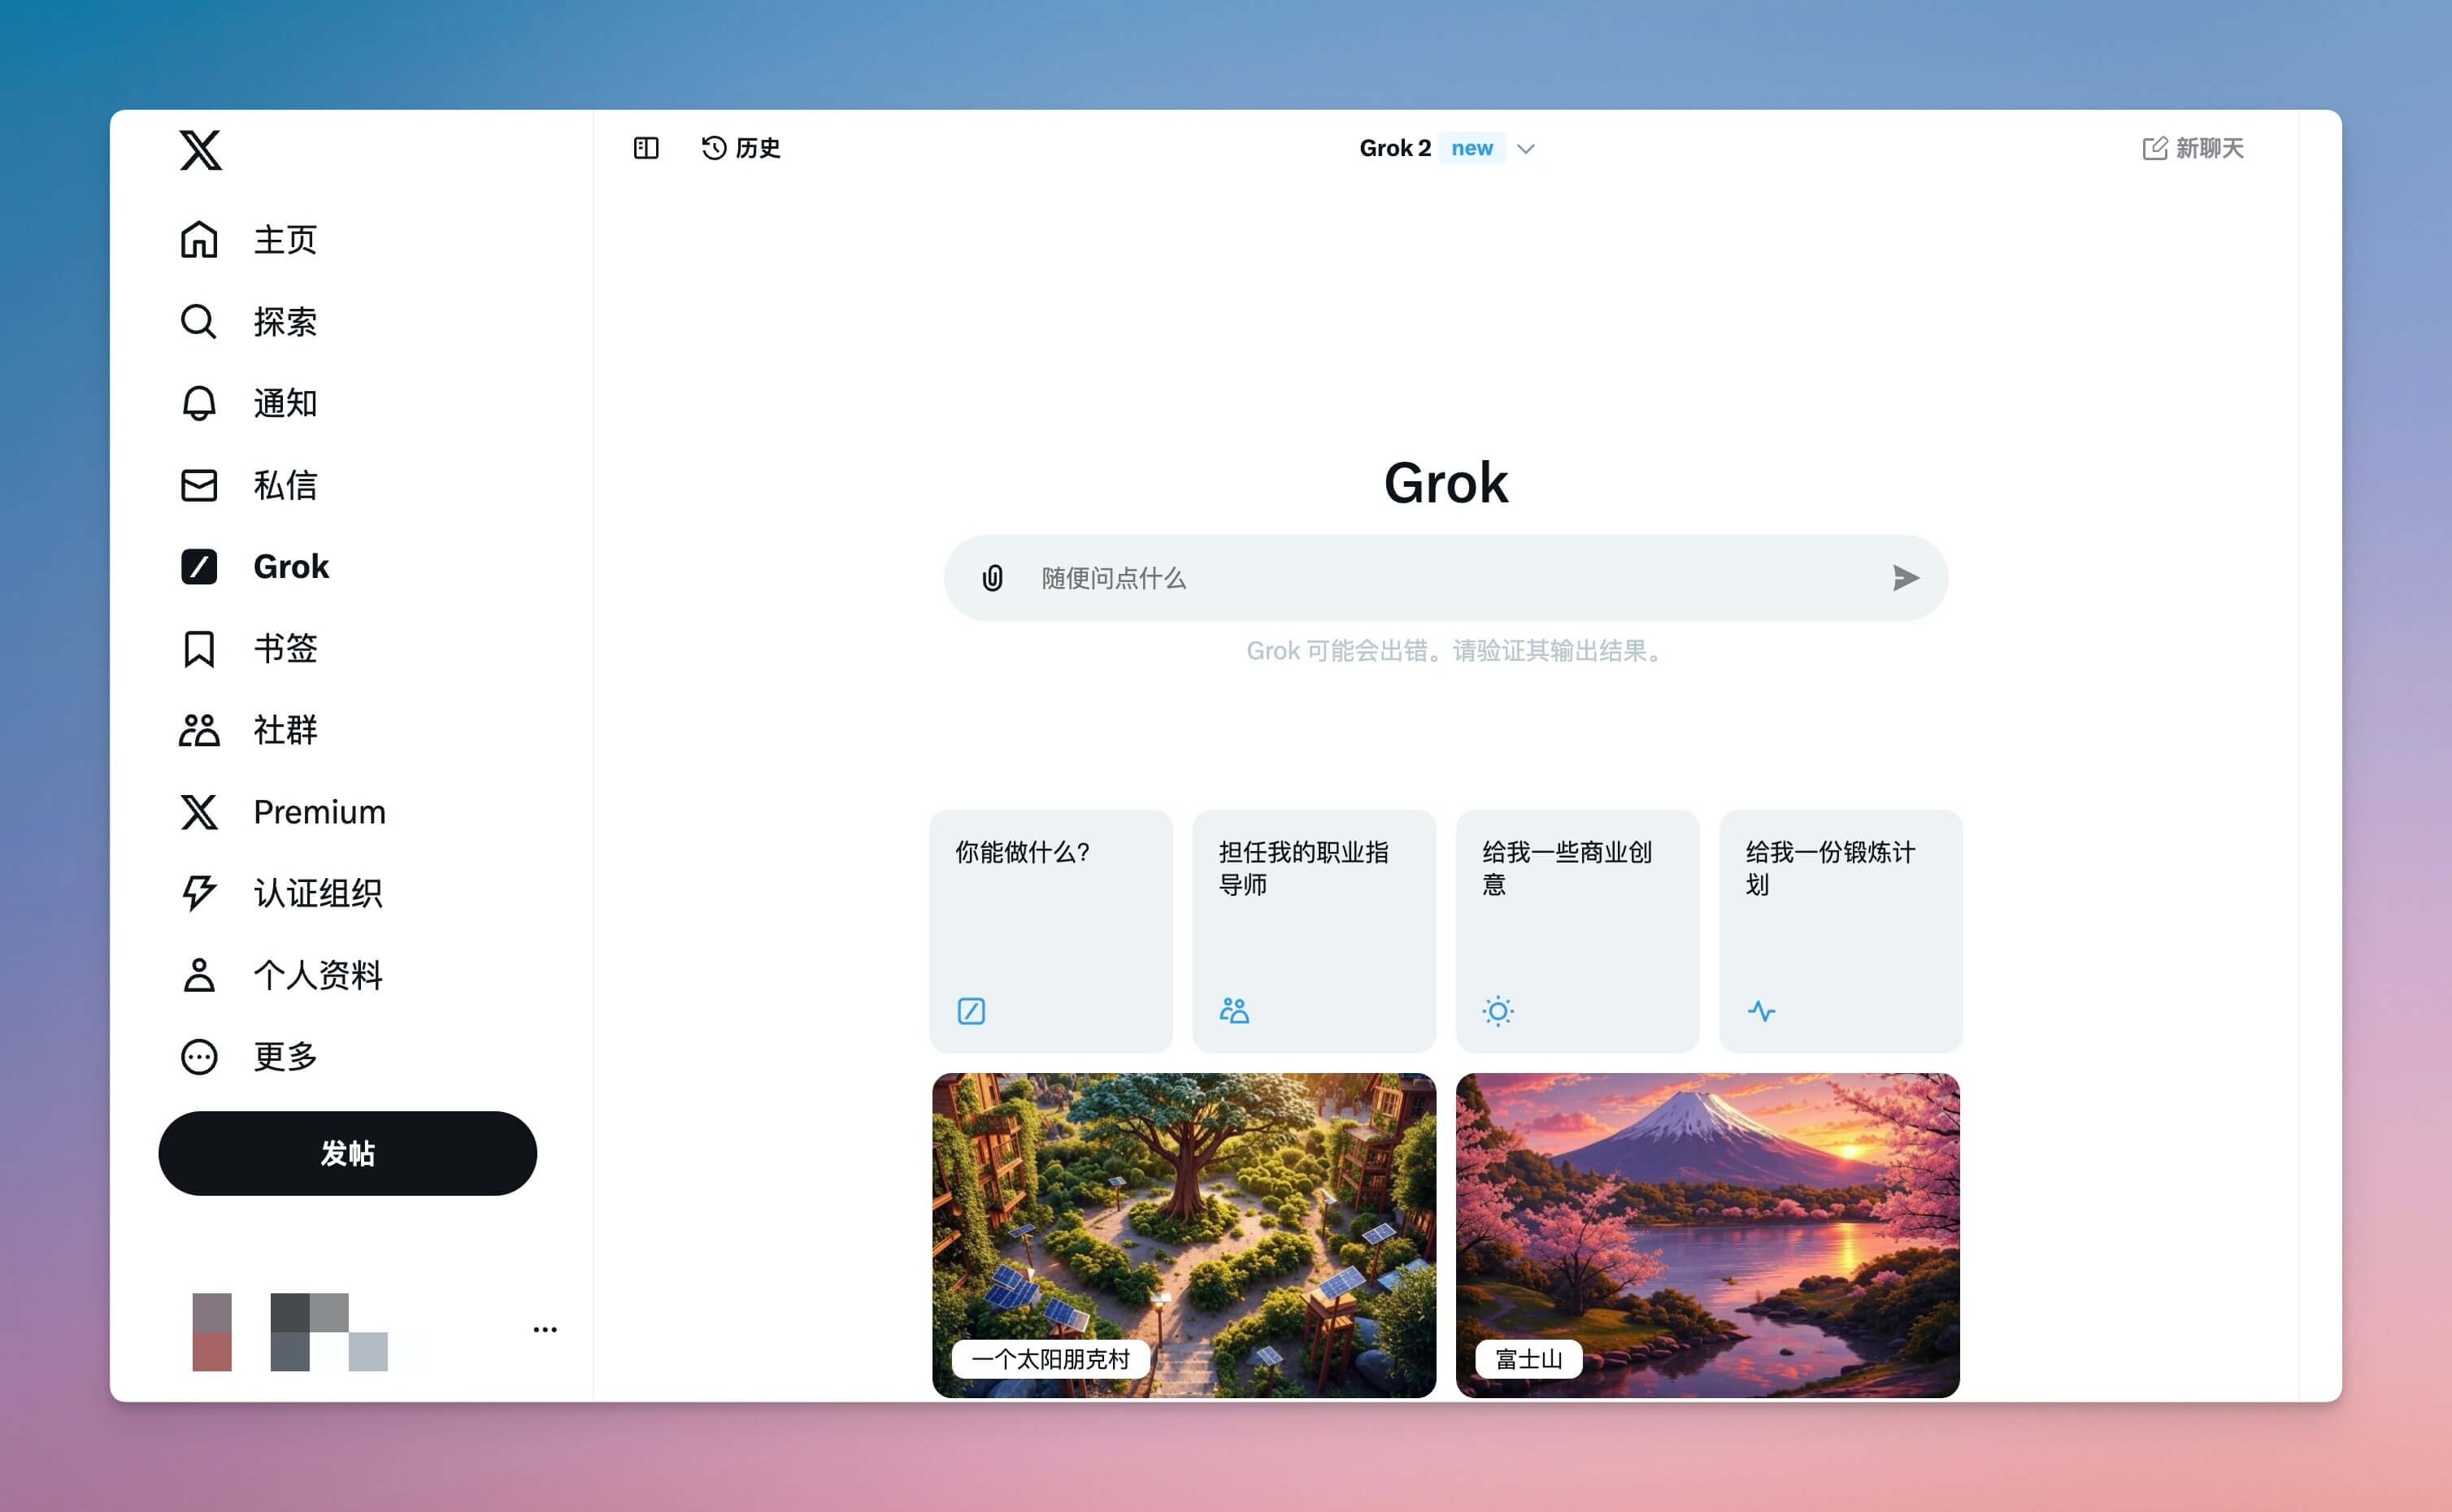 主页
探索
通知
私信
Grok
书签
社群
Premium
认证组织
个人资料
更多
发帖
历史
Grok 2 new
新聊天
Grok
随便问点什么
Grok 可能会出错。请验证其输出结果。
你能做什么?
担任我的职业指
导师
给我一些商业创
意
给我一份锻炼计
划
一个太阳朋克村
富士山